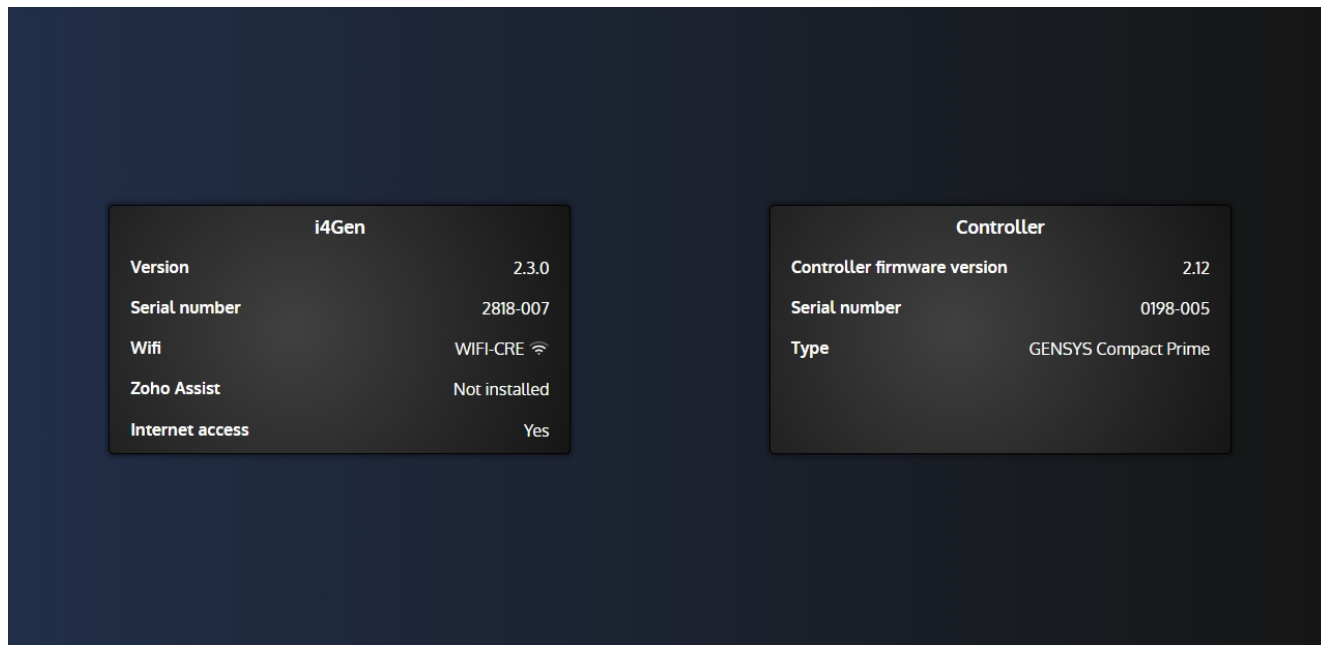 i4Gen
Version 2.3.0
Serial number 2818-007
Wifi WIFI-CRE
Zoho Assist Not installed
Internet access Yes
Controller
Controller firmware version 2.12
Serial number 0198-005
Type GENSYS Compact Prime